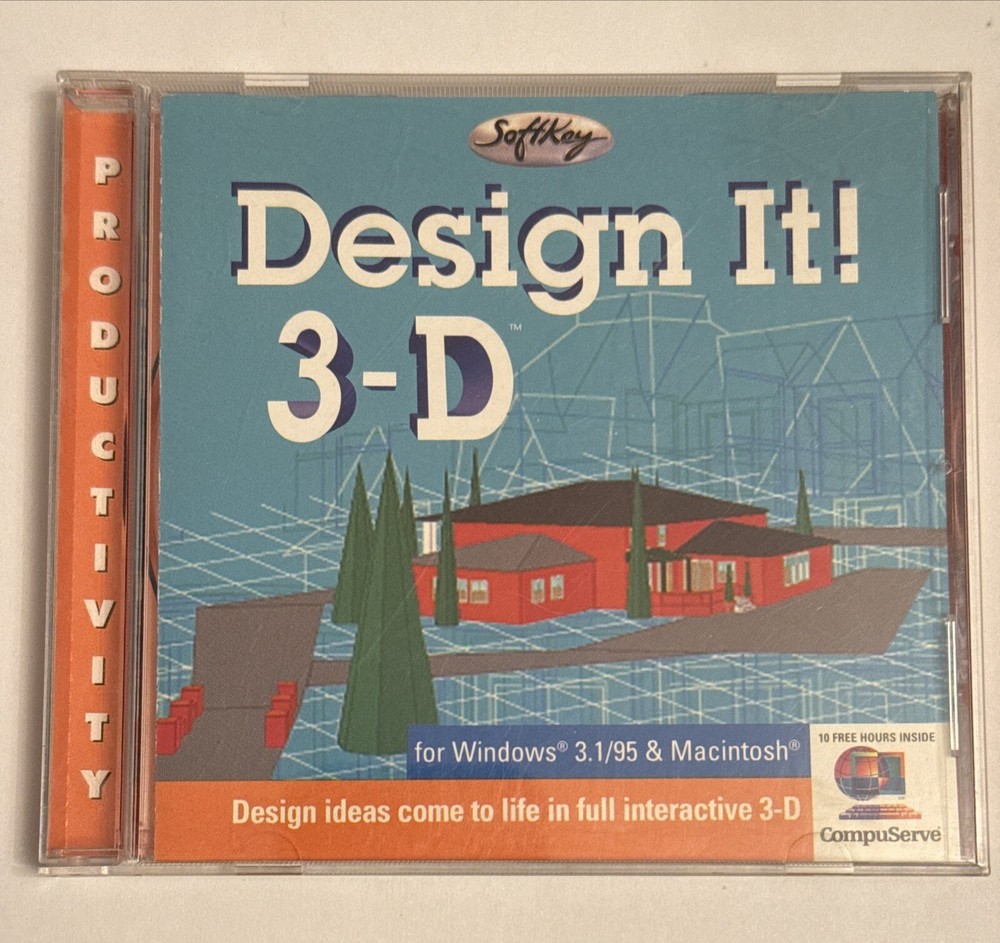 PRODUCTIVITY
SoftKey
Design It!
3-D™
for Windows® 3.1/95 & Macintosh®
Design ideas come to life in full interactive 3-D
10 FREE HOURS INSIDE
CompuServe